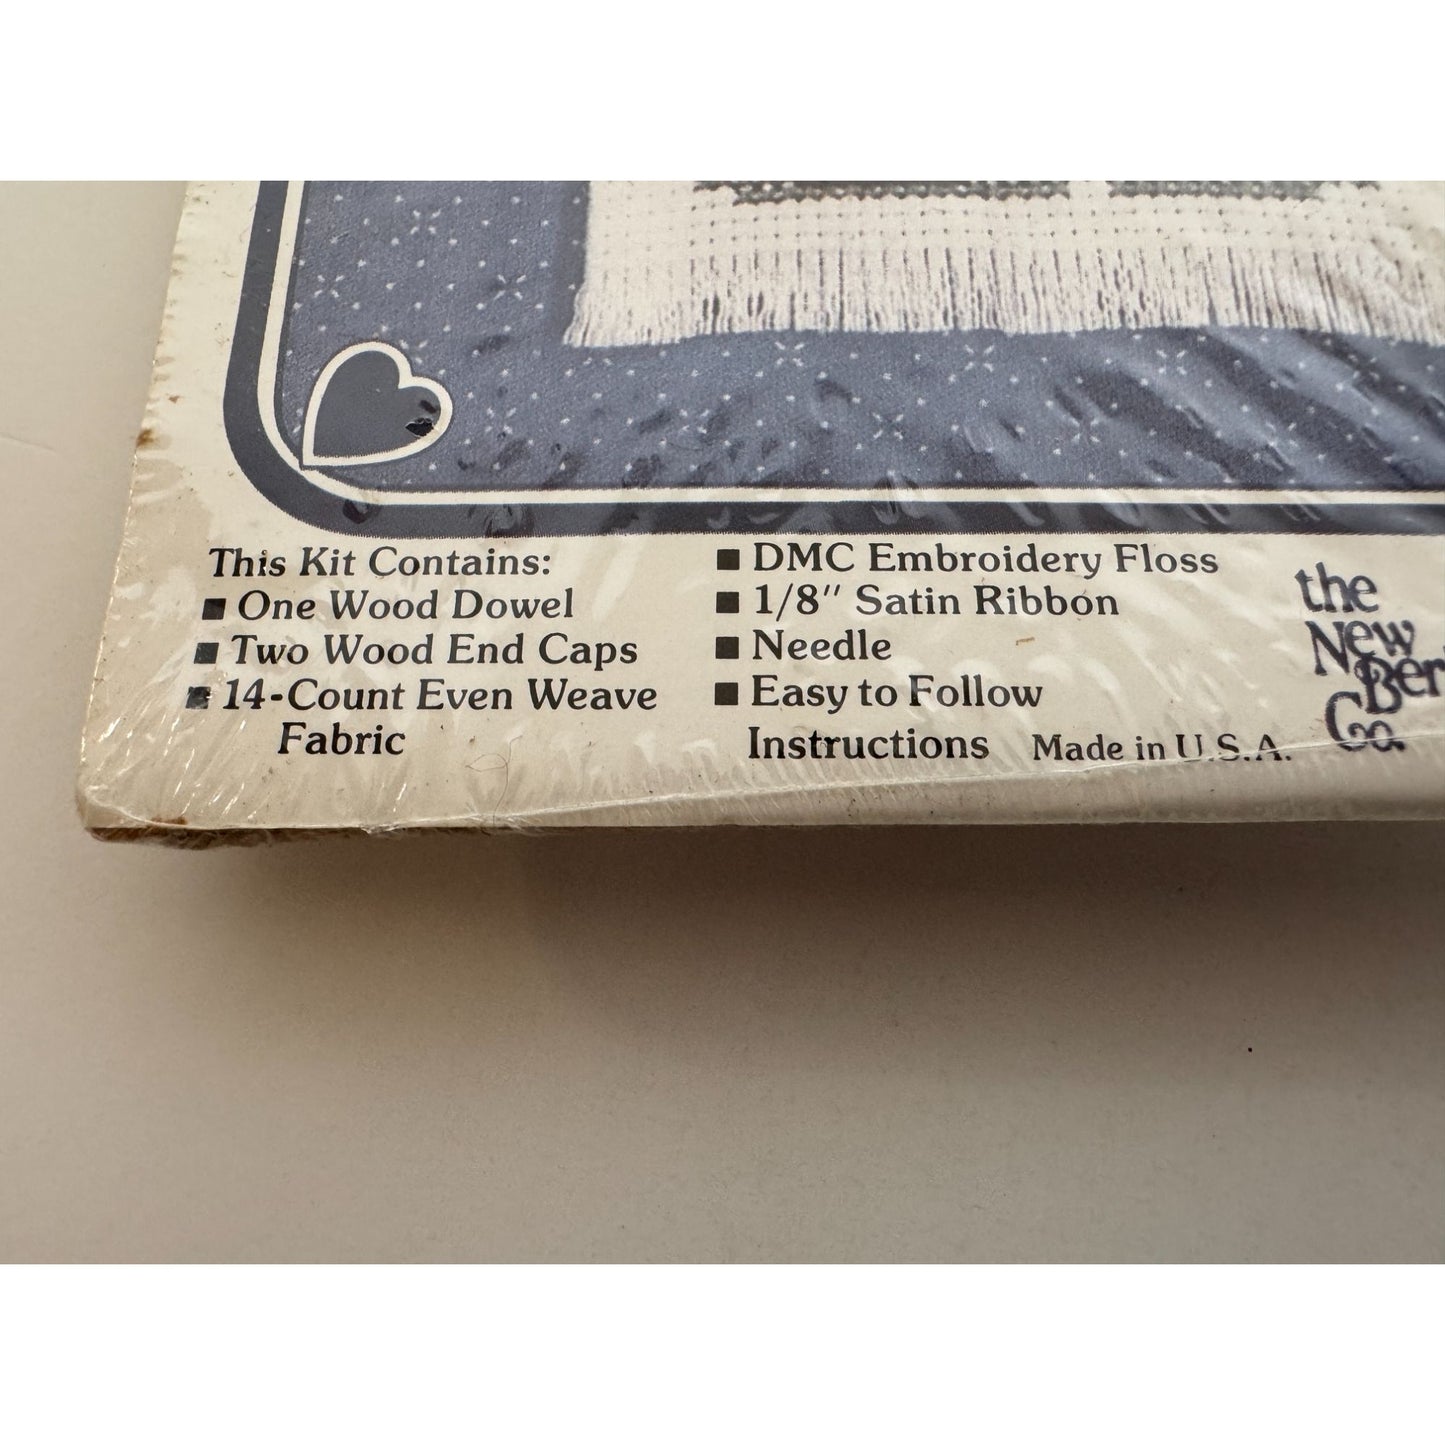 This Kit Contains:
■ One Wood Dowel
■ Two Wood End Caps
■ 14-Count Even Weave
Fabric
■ DMC Embroidery Floss
■ 1/8" Satin Ribbon
■ Needle
■ Easy to Follow
Instructions
Made in U.S.A.
the
New
Co.